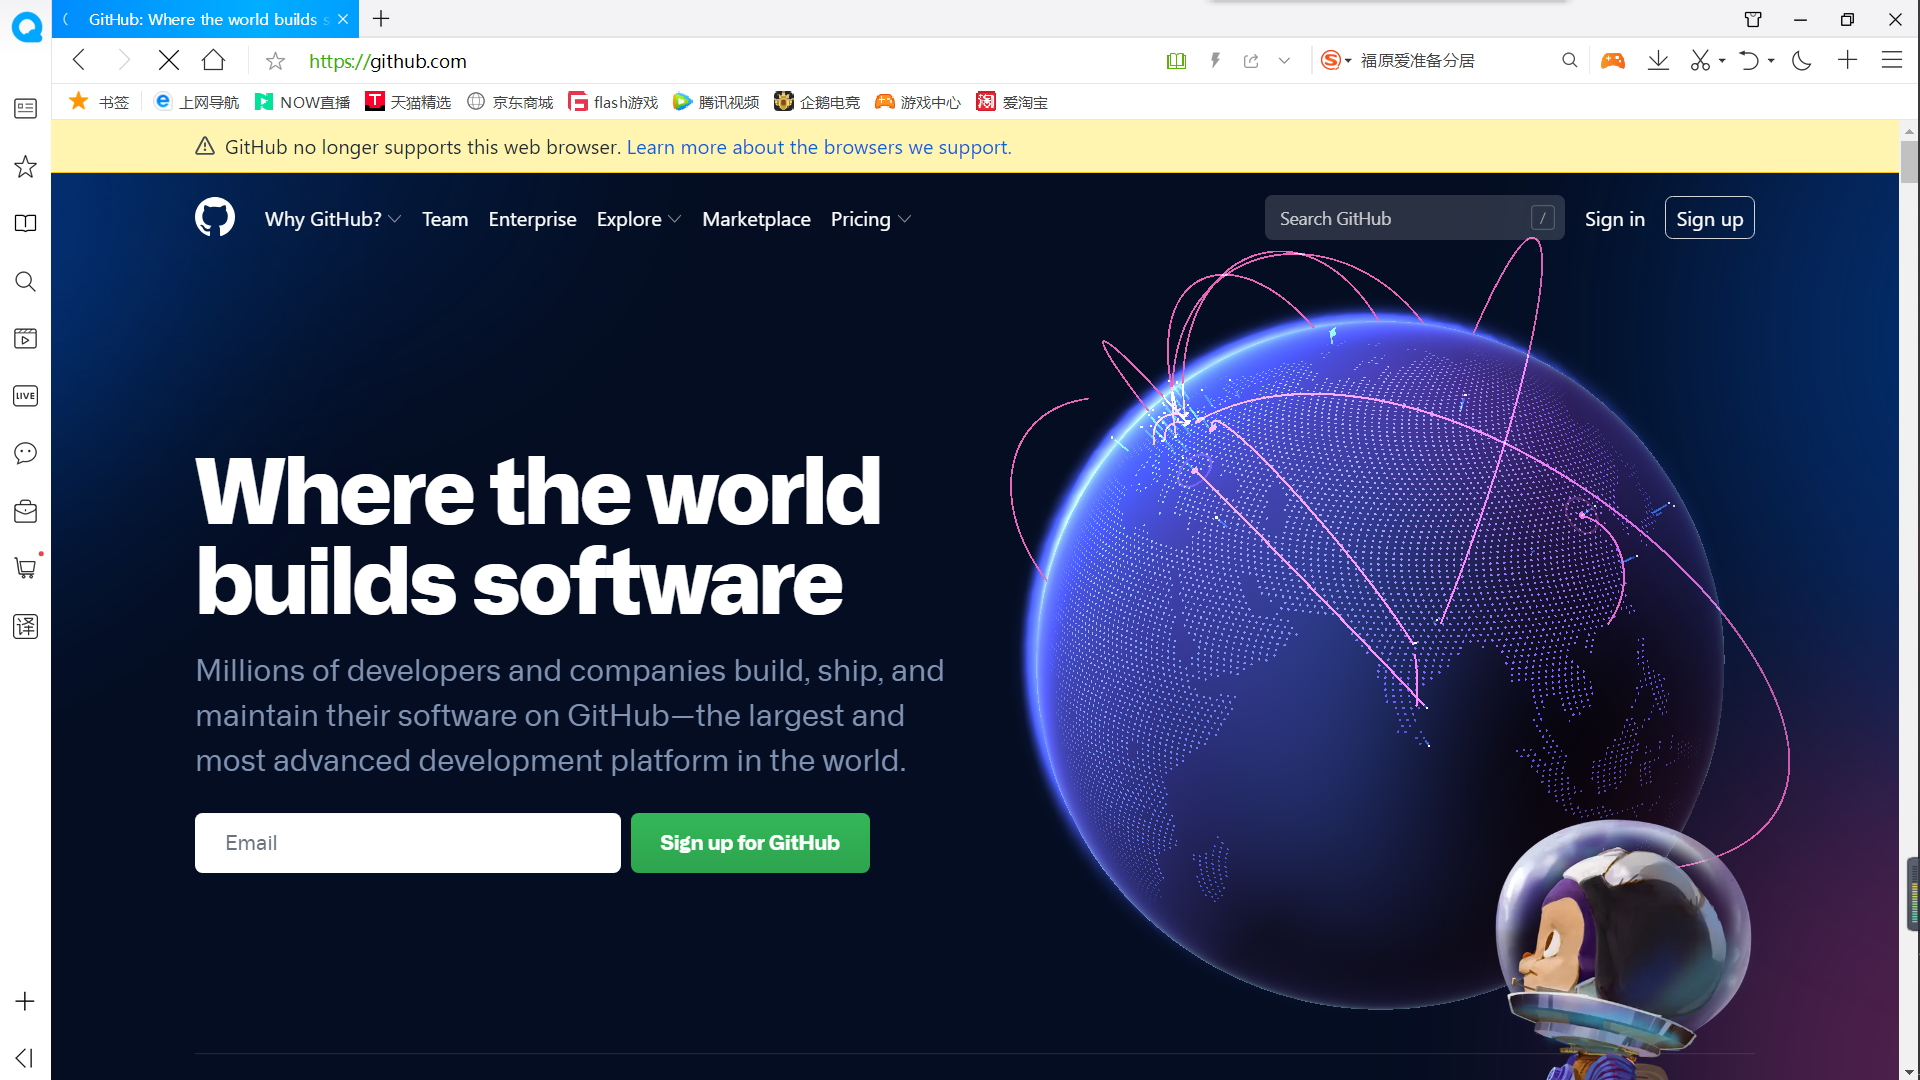 GitHub: Where the world builds s
https://github.com
福原爱准备分居
书签 上网导航 NOW直播 天猫精选 京东商城 flash游戏 腾讯视频 企鹅电竞 游戏中心 爱淘宝
GitHub no longer supports this web browser. Learn more about the browsers we support.
Why GitHub? Team Enterprise Explore Marketplace Pricing Search GitHub / Sign in Sign up
LIVE
译
Where the world
builds software
Millions of developers and companies build, ship, and
maintain their software on GitHub—the largest and
most advanced development platform in the world.
Email Sign up for GitHub